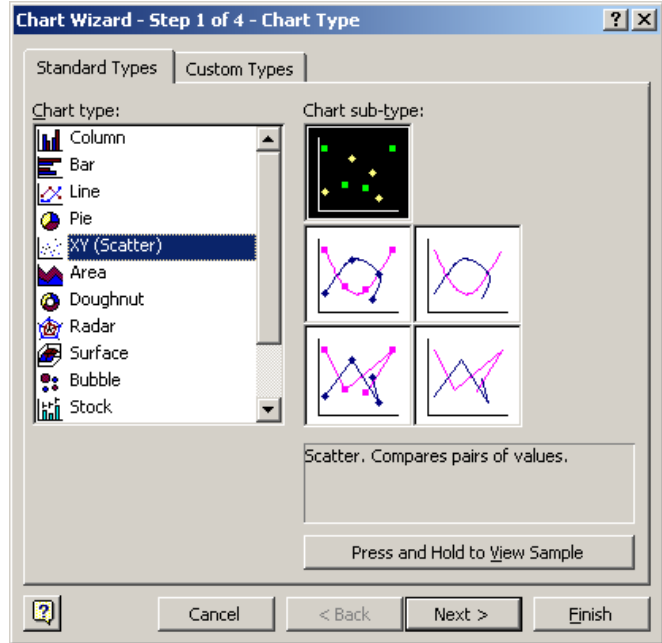 Chart Wizard - Step 1 of 4 - Chart Type
Standard Types
Custom Types
Chart type:
Chart sub-type:
Column
Bar
Line
Pie
XY (Scatter)
Area
Doughnut
Radar
Surface
Bubble
Stock
Scatter. Compares pairs of values.
Press and Hold to View Sample
Cancel
< Back
Next >
Finish